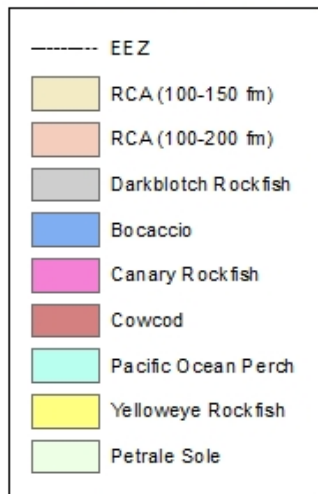 EEZ
RCA (100-150 fm)
RCA (100-200 fm)
Darkblotch Rockfish
Bocaccio
Canary Rockfish
Cowcod
Pacific Ocean Perch
Yelloweye Rockfish
Petrale Sole